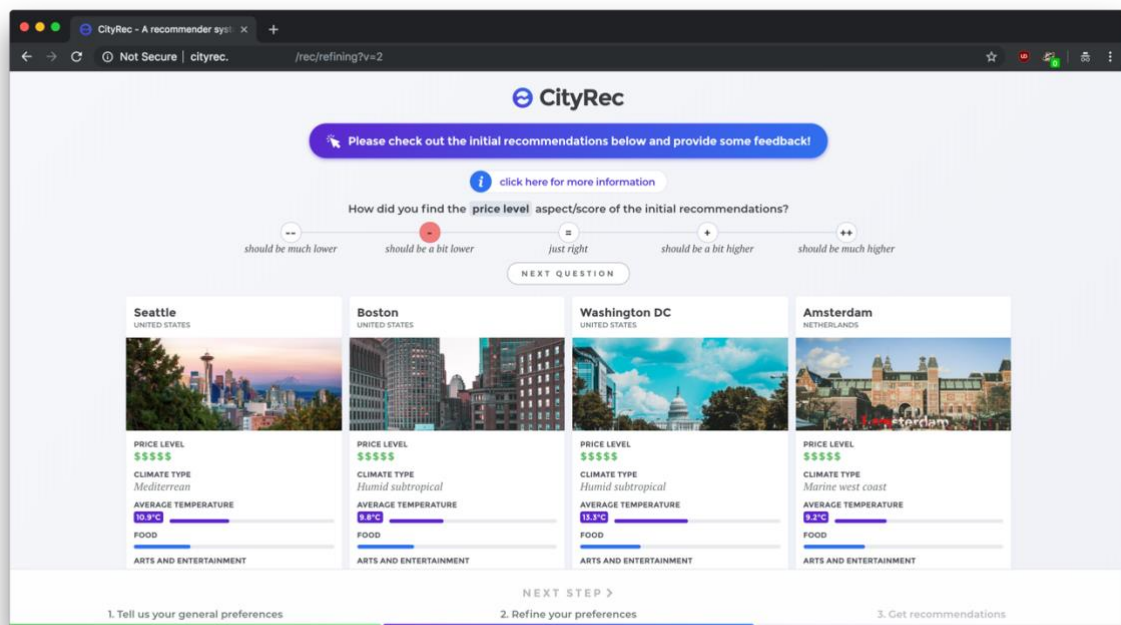 CityRec - A recommender syst
Not Secure | cityrec. /rec/refining?v=2
0
CityRec
Please check out the initial recommendations below and provide some feedback!
i click here for more information
How did you find the price level aspect/score of the initial recommendations?
-- - = + ++
should be much lower should be a bit lower just right should be a bit higher should be much higher
NEXT QUESTION
Seattle Boston Washington DC Amsterdam
UNITED STATES UNITED STATES UNITED STATES NETHERLANDS
PRICE LEVEL PRICE LEVEL PRICE LEVEL PRICE LEVEL
$$$$$ $$$$$ $$$$$ $$$$$
CLIMATE TYPE CLIMATE TYPE CLIMATE TYPE CLIMATE TYPE
Mediterrean Humid subtropical Humid subtropical Marine west coast
AVERAGE TEMPERATURE AVERAGE TEMPERATURE AVERAGE TEMPERATURE AVERAGE TEMPERATURE
10.9°C 9.8°C 13.3°C 9.2°C
FOOD FOOD FOOD FOOD
ARTS AND ENTERTAINMENT ARTS AND ENTERTAINMENT ARTS AND ENTERTAINMENT ARTS AND ENTERTAINMENT
NEXT STEP >
1. Tell us your general preferences 2. Refine your preferences 3. Get recommendations